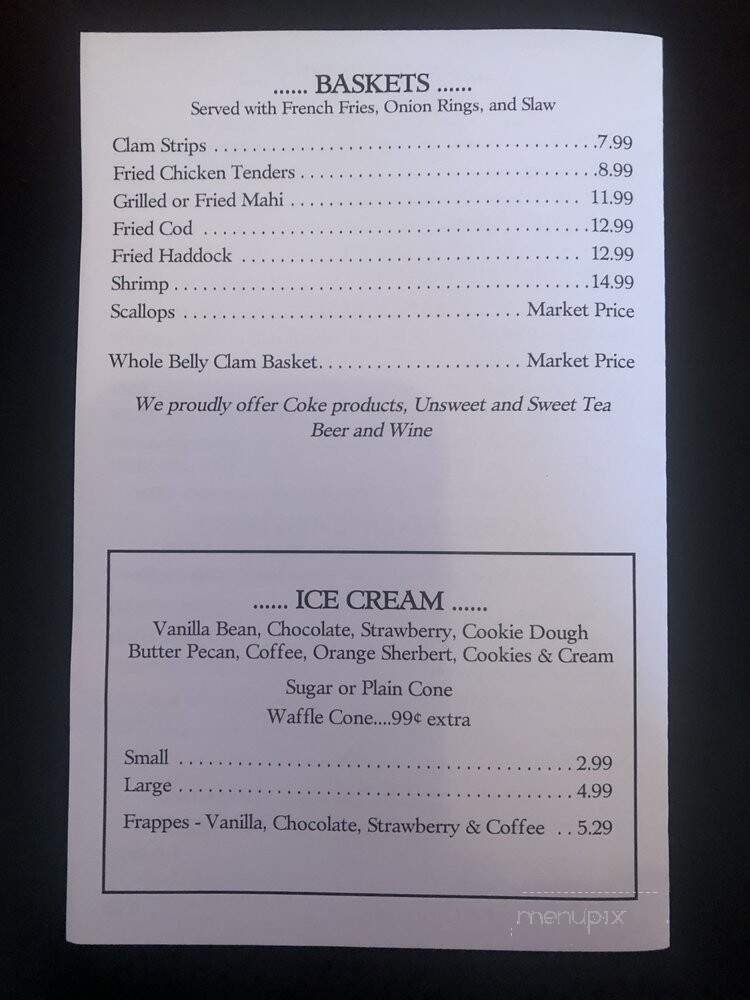 ...... BASKETS ......
Served with French Fries, Onion Rings, and Slaw
Clam Strips . . . . . . . . . . . . . . . . . . . . . . . . . . . . . . . . . . . . . . . .7.99
Fried Chicken Tenders . . . . . . . . . . . . . . . . . . . . . . . . . . . . . . .8.99
Grilled or Fried Mahi . . . . . . . . . . . . . . . . . . . . . . . . . . . . . . 11.99
Fried Cod . . . . . . . . . . . . . . . . . . . . . . . . . . . . . . . . . . . . . . . .12.99
Fried Haddock . . . . . . . . . . . . . . . . . . . . . . . . . . . . . . . . . . . 12.99
Shrimp . . . . . . . . . . . . . . . . . . . . . . . . . . . . . . . . . . . . . . . . . . .14.99
Scallops . . . . . . . . . . . . . . . . . . . . . . . . . . . . . . . . . . . Market Price
Whole Belly Clam Basket. . . . . . . . . . . . . . . . . . . . . Market Price
We proudly offer Coke products, Unsweet and Sweet Tea
Beer and Wine
...... ICE CREAM ......
Vanilla Bean, Chocolate, Strawberry, Cookie Dough
Butter Pecan, Coffee, Orange Sherbert, Cookies & Cream
Sugar or Plain Cone
Waffle Cone....99¢ extra
Small . . . . . . . . . . . . . . . . . . . . . . . . . . . . . . . . . . . . . . . . . 2.99
Large . . . . . . . . . . . . . . . . . . . . . . . . . . . . . . . . . . . . . . . . . 4.99
Frappes - Vanilla, Chocolate, Strawberry & Coffee . . 5.29
menupix